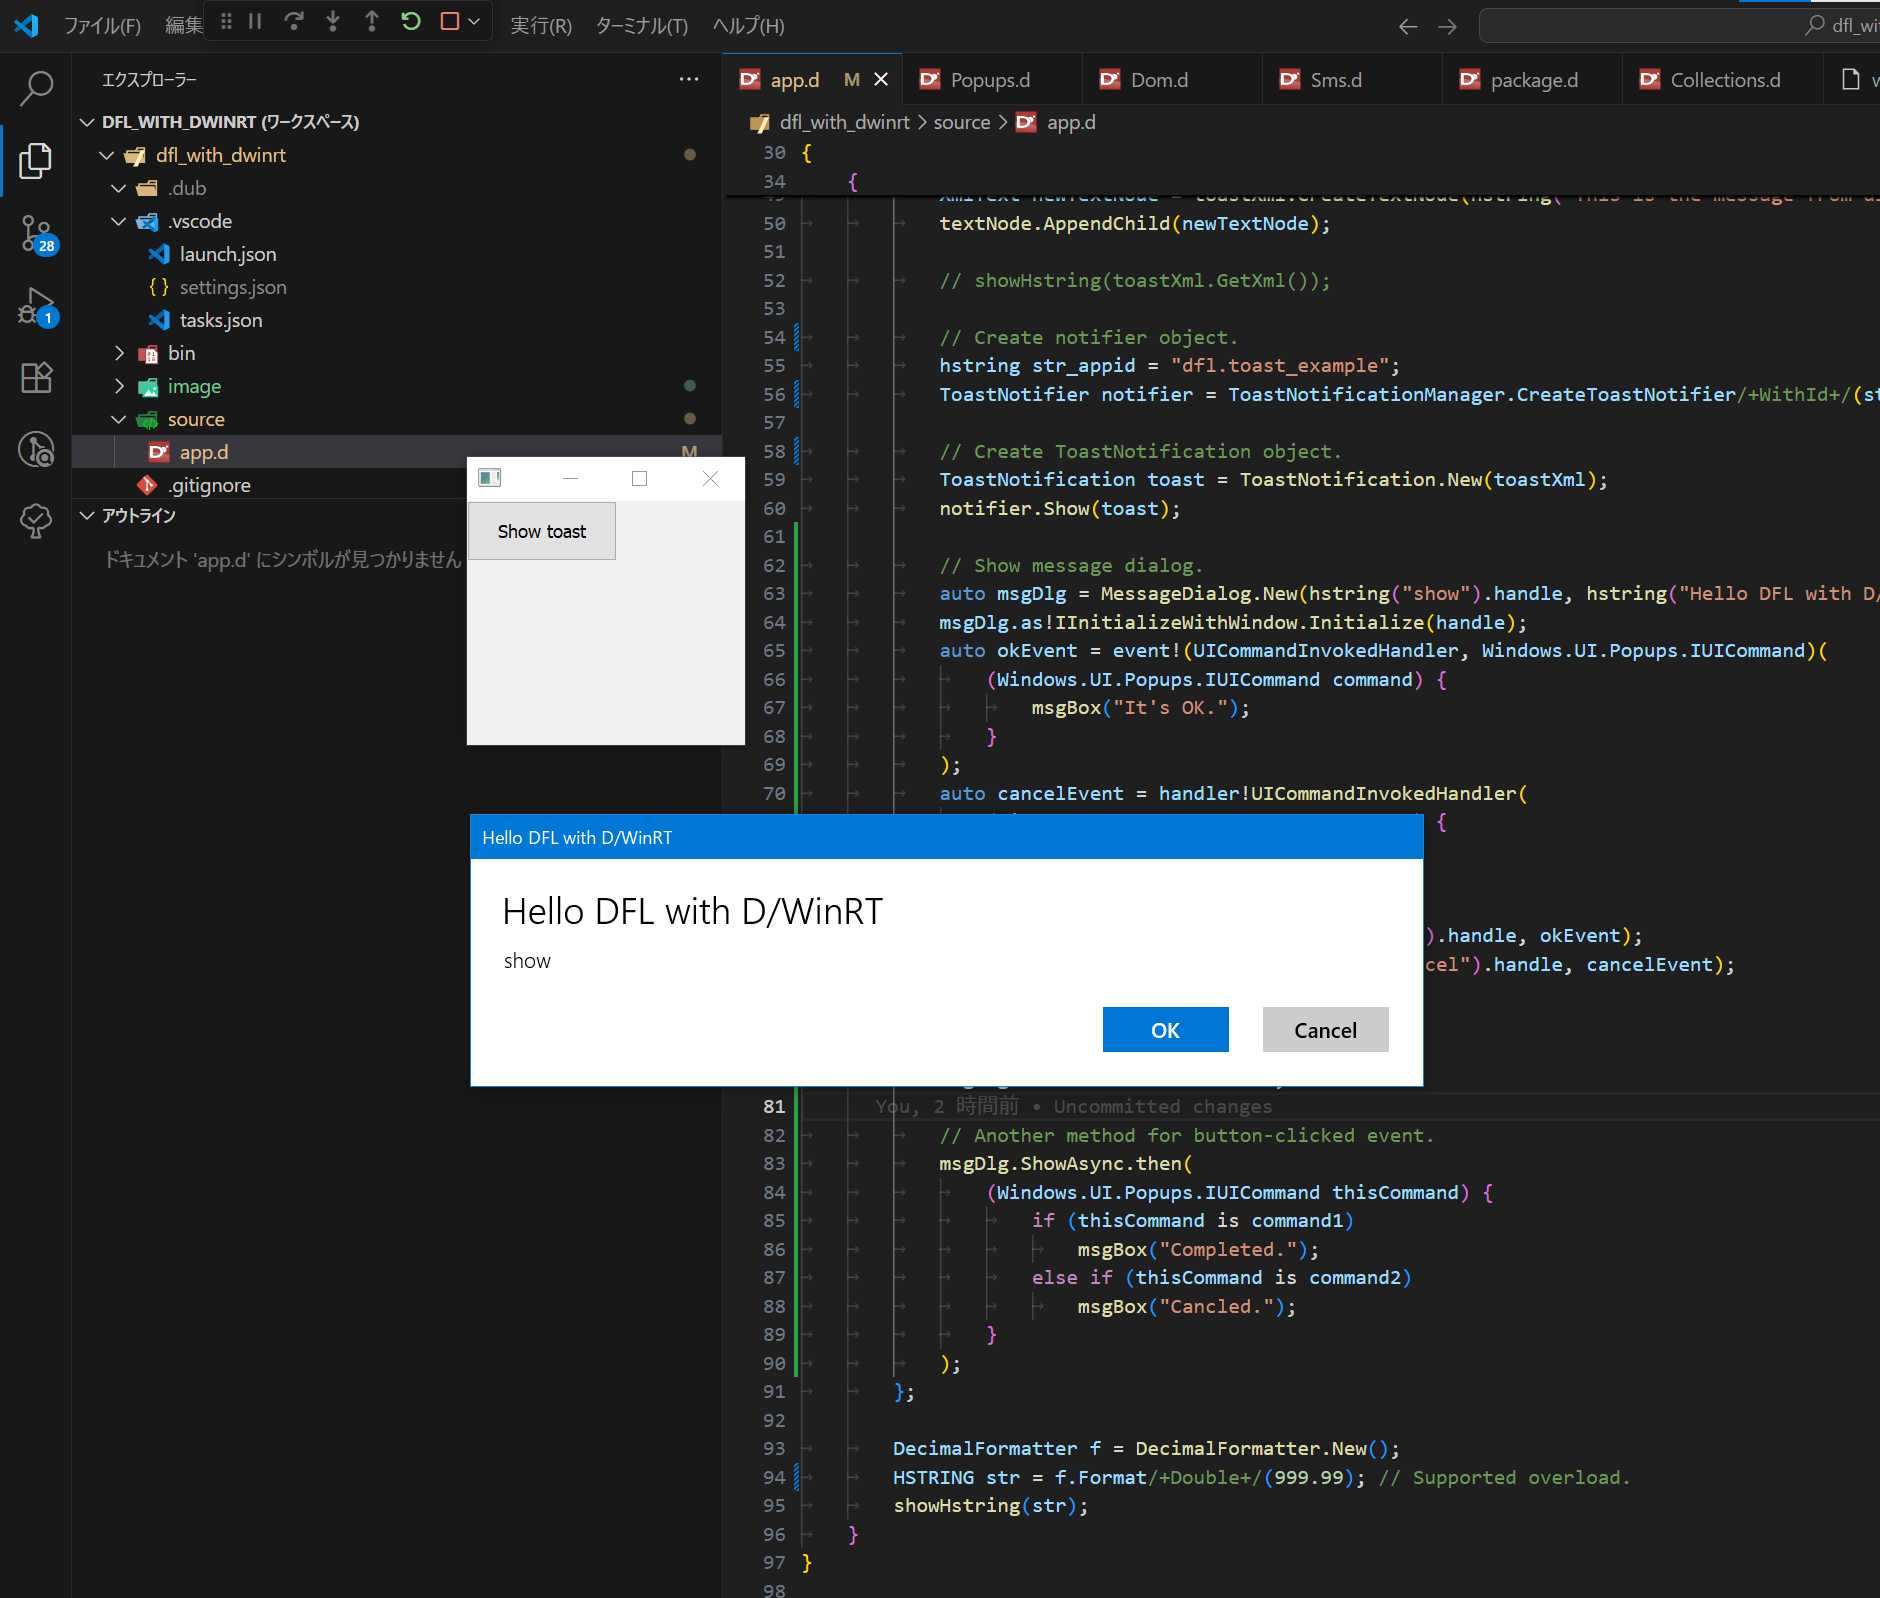 ファイル(F) 編集 実行(R) ターミナル(T) ヘルプ(H)
エクスプローラー
DFL_WITH_DWINRT (ワークスペース)
dfl_with_dwinrt
.dub
.vscode
launch.json
{} settings.json
tasks.json
bin
image
source
app.d M
.gitignore
アウトライン
ドキュメント 'app.d' にシンボルが見つかりません
28
1
app.d M
Popups.d
Dom.d
Sms.d
package.d
Collections.d
dfl_with_dwinrt > source > app.d
30 {
34 {
50 textNode.AppendChild(newTextNode);
51
52 // showHstring(toastXml.GetXml());
53
54 // Create notifier object.
55 hstring str_appid = "dfl.toast_example";
56 ToastNotifier notifier = ToastNotificationManager.CreateToastNotifier/+WithId+/(
57
58 // Create ToastNotification object.
59 ToastNotification toast = ToastNotification.New(toastXml);
60 notifier.Show(toast);
61
62 // Show message dialog.
63 auto msgDlg = MessageDialog.New(hstring("show").handle, hstring("Hello DFL with D/
64 msgDlg.as!IInitializeWithWindow.Initialize(handle);
65 auto okEvent = event!(UICommandInvokedHandler, Windows.UI.Popups.IUICommand)(
66 (Windows.UI.Popups.IUICommand command) {
67 msgBox("It's OK.");
68 }
69 );
70 auto cancelEvent = handler!UICommandInvokedHandler(
{
).handle, okEvent);
cel").handle, cancelEvent);
81 You, 2 時間前 • Uncommitted changes
82 // Another method for button-clicked event.
83 msgDlg.ShowAsync.then(
84 (Windows.UI.Popups.IUICommand thisCommand) {
85 if (thisCommand is command1)
86 msgBox("Completed.");
87 else if (thisCommand is command2)
88 msgBox("Cancled.");
89 }
90 );
91 };
92
93 DecimalFormatter f = DecimalFormatter.New();
94 HSTRING str = f.Format/+Double+/(999.99); // Supported overload.
95 showHstring(str);
96 }
97 }
98
Show toast
Hello DFL with D/WinRT
Hello DFL with D/WinRT
show
OK Cancel